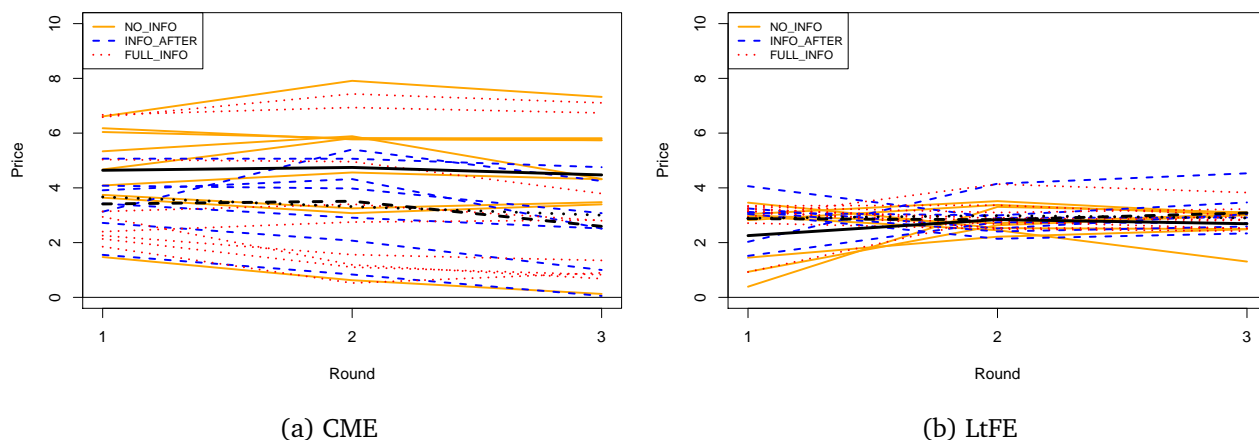 NO_INFO
INFO_AFTER
FULL_INFO
10
8
6
4
2
0
Price
1 2 3
Round
(a) CME
NO_INFO
INFO_AFTER
FULL_INFO
10
8
6
4
2
0
Price
1 2 3
Round
(b) LtFE